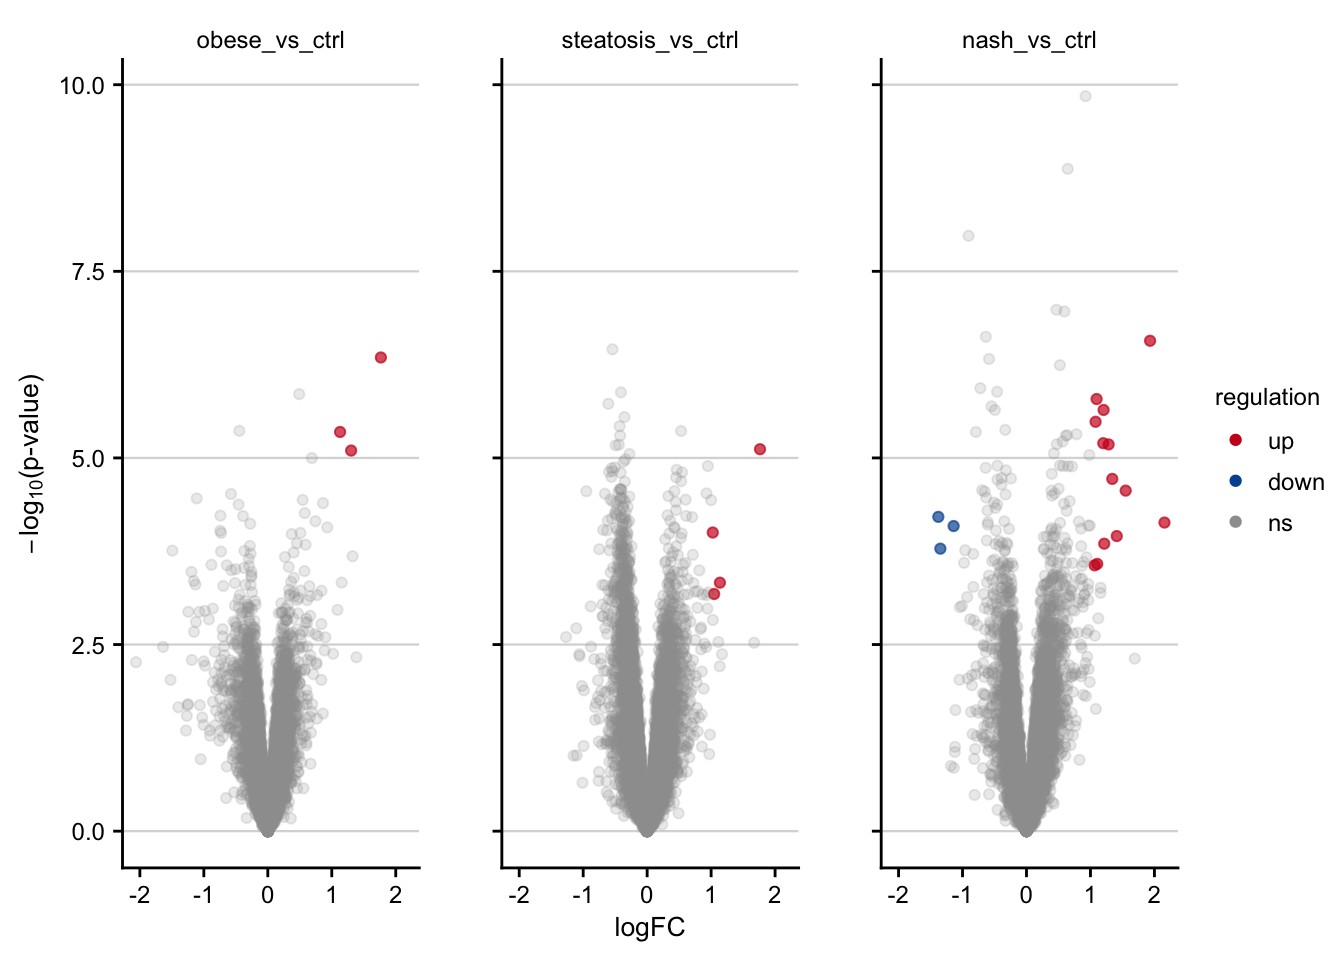 obese_vs_ctrl
steatosis_vs_ctrl
nash_vs_ctrl
10.0
7.5
5.0
2.5
0.0
−log₁₀(p-value)
-2 -1 0 1 2
-2 -1 0 1 2
-2 -1 0 1 2
logFC
regulation
up
down
ns